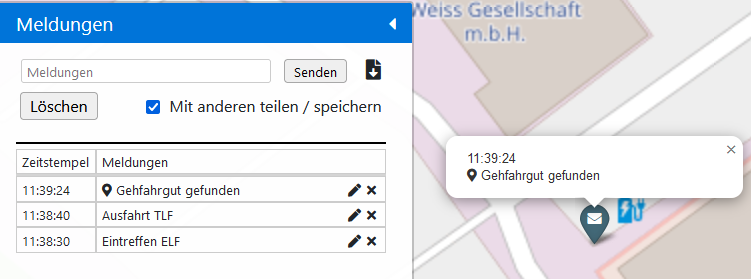 Meldungen
Meldungen
Senden
Löschen
Mit anderen teilen / speichern
Zeitstempel Meldungen
11:39:24 Gehfahrgut gefunden
11:38:40 Ausfahrt TLF
11:38:30 Eintreffen ELF
Weiss Gesellschaft
m.b.H.
11:39:24
Gehfahrgut gefunden